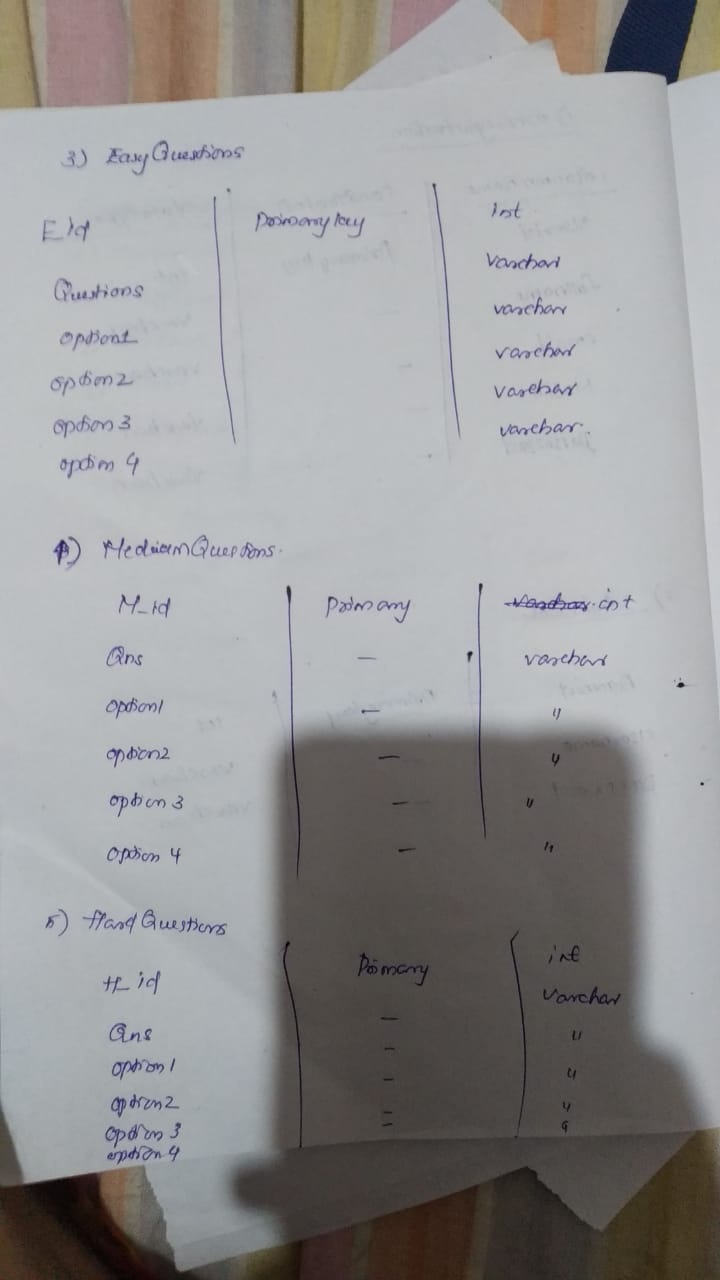 3) Easy Questions
Eid Primary key int
Questions varchar
option1 varchar
option2 varchar
option 3 varchar
option 4 varchar.
4) Medium Questions.
M_id Primary int
Qns — varchar
option1 — "
option2 — "
option 3 — "
option 4 — "
5) Hard Questions
H_id Primary int
Qns — varchar
option 1 — "
option2 — "
option 3 — "
option 4 — "